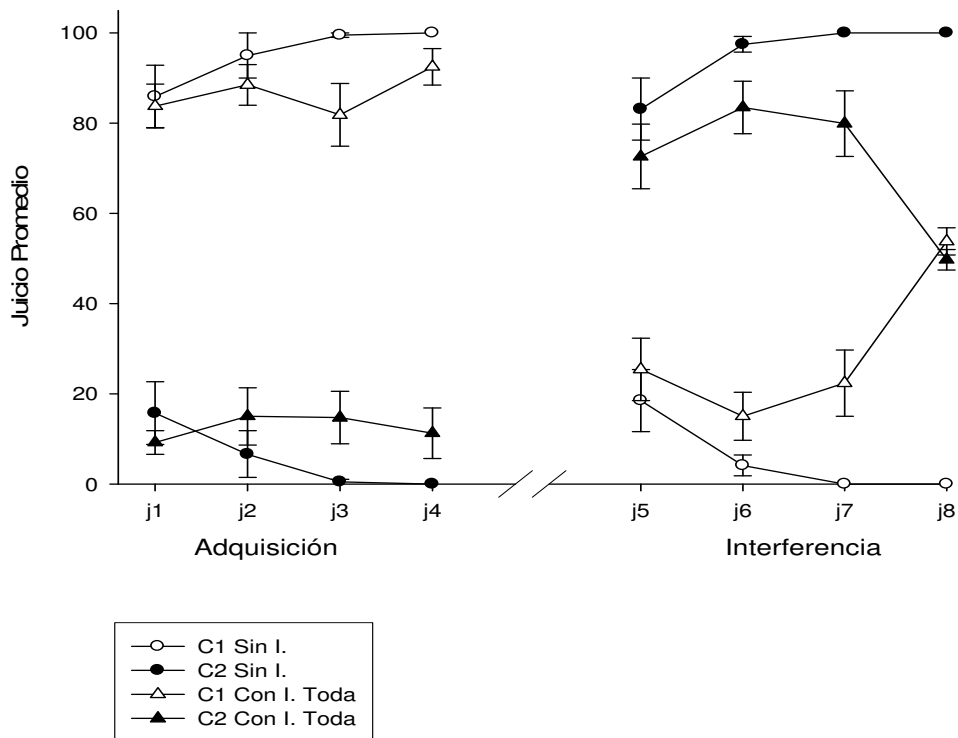 Juicio Promedio
100
80
60
40
20
0
j1 j2 j3 j4 j5 j6 j7 j8
Adquisición Interferencia
C1 Sin I.
C2 Sin I.
C1 Con I. Toda
C2 Con I. Toda